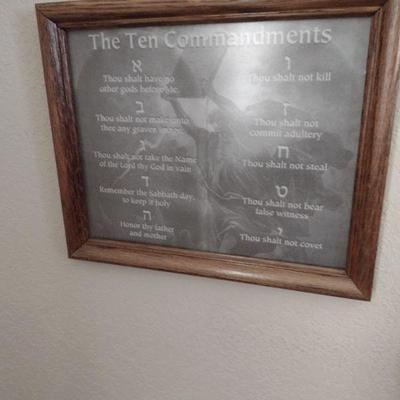 The Ten Commandments
א
Thou shalt have no
other gods before Me.
ב
Thou shalt not make unto
thee any graven image
ג
Thou shalt not take the Name
of the Lord thy God in vain
ד
Remember the Sabbath day,
to keep it holy
ה
Honor thy father
and mother
ו
Thou shalt not kill
ז
Thou shalt not
commit adultery
ח
Thou shalt not steal
ט
Thou shalt not bear
false witness
י
Thou shalt not covet